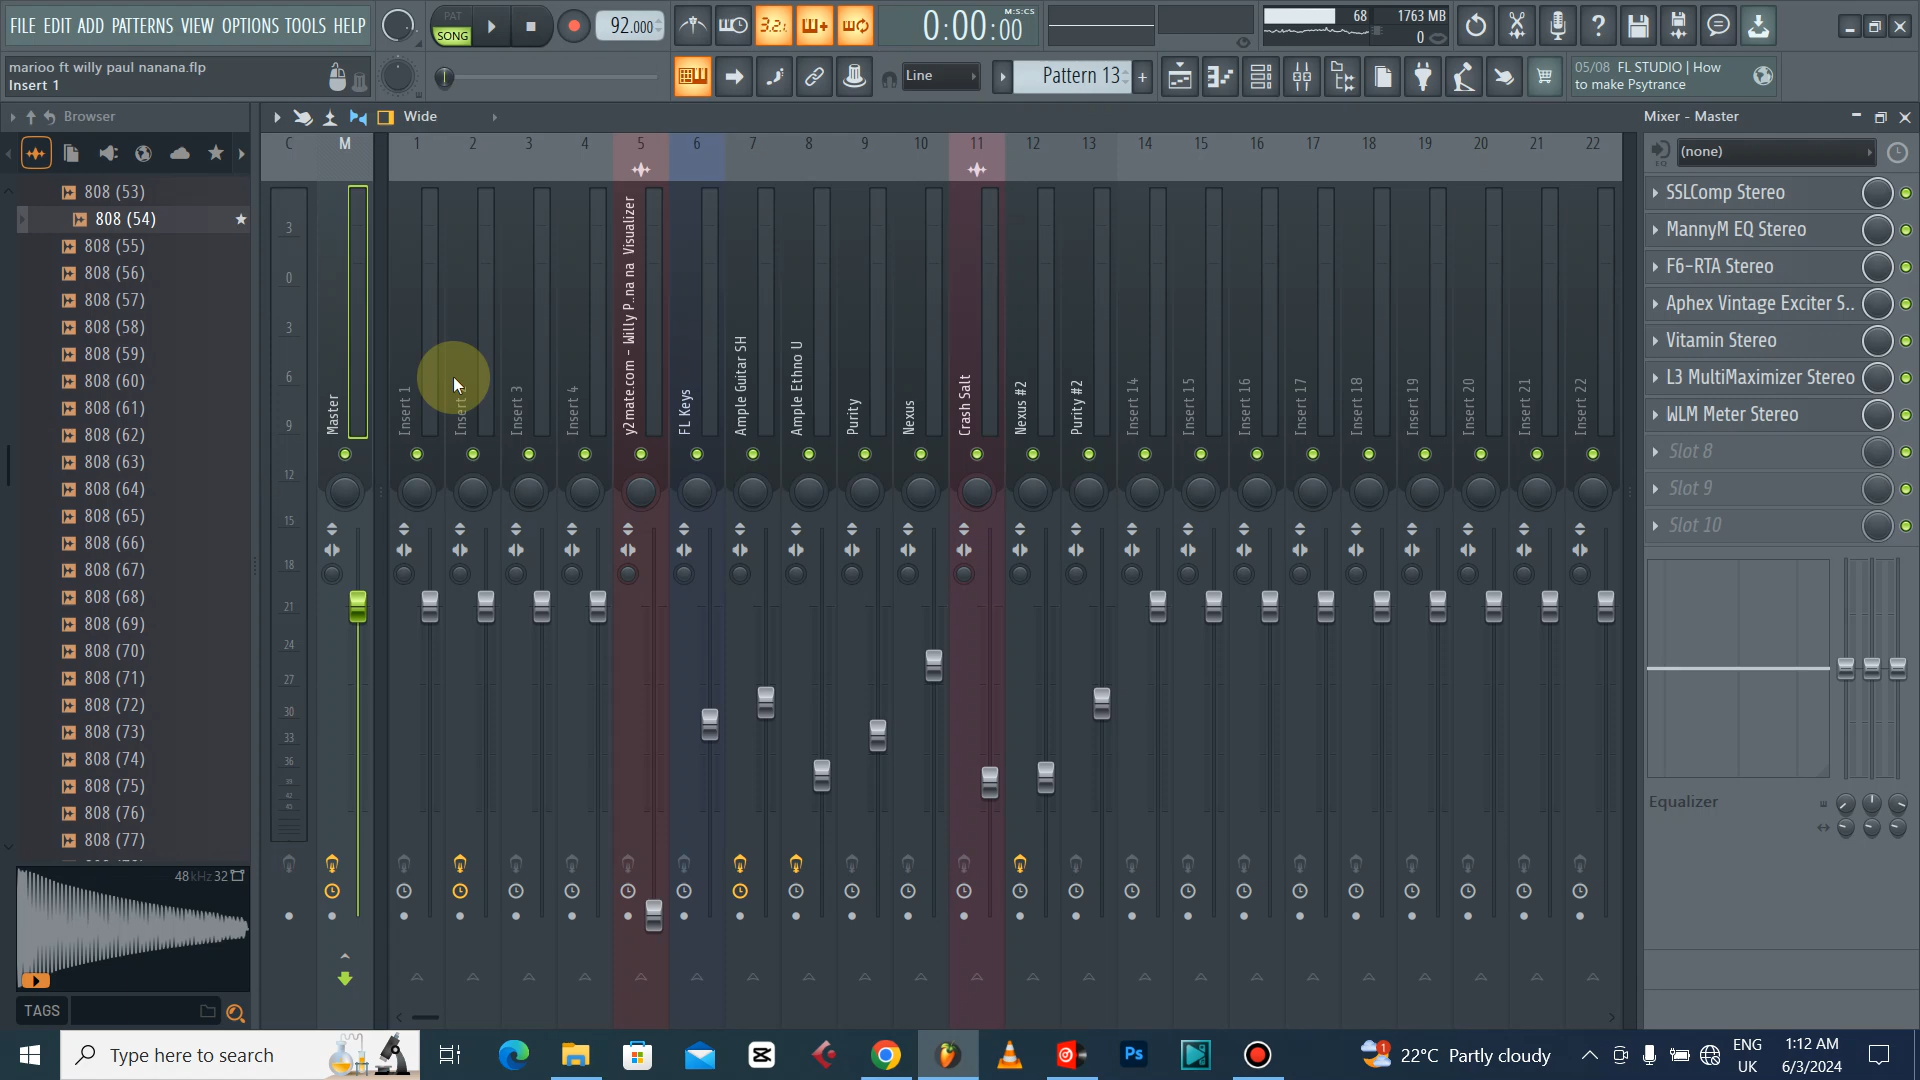 FILE EDIT ADD PATTERNS VIEW OPTIONS TOOLS HELP
PAT
SONG
92.000
3.2:
0:00:00
M:S:CS
68
1763 MB
0
marioo ft willy paul nanana.flp
Insert 1
Line
Pattern 13
+
05/08 FL STUDIO | How
to make Psytrance
Browser
808 (53)
808 (54)
808 (55)
808 (56)
808 (57)
808 (58)
808 (59)
808 (60)
808 (61)
808 (62)
808 (63)
808 (64)
808 (65)
808 (66)
808 (67)
808 (68)
808 (69)
808 (70)
808 (71)
808 (72)
808 (73)
808 (74)
808 (75)
808 (76)
808 (77)
48 kHz 32
TAGS
Wide
C M 1 2 3 4 5 6 7 8 9 10 11 12 13 14 15 16 17 18 19 20 21 22
3
0
3
6
9
12
15
18
21
24
27
30
33
36
39
42
45
Master
Insert 1
Insert 3
Insert 4
y2mate.com - Willy P..na na Visualizer
FL Keys
Ample Guitar SH
Ample Ethno U
Purity
Nexus
Crash Salt
Nexus #2
Purity #2
Insert 14
Insert 15
Insert 16
Insert 17
Insert 18
Insert 19
Insert 20
Insert 21
Insert 22
Mixer - Master
(none)
EQ
SSLComp Stereo
MannyM EQ Stereo
F6-RTA Stereo
Aphex Vintage Exciter S..
Vitamin Stereo
L3 MultiMaximizer Stereo
WLM Meter Stereo
Slot 8
Slot 9
Slot 10
Equalizer
Type here to search
Ps
1
22°C Partly cloudy
ENG
UK
1:12 AM
6/3/2024